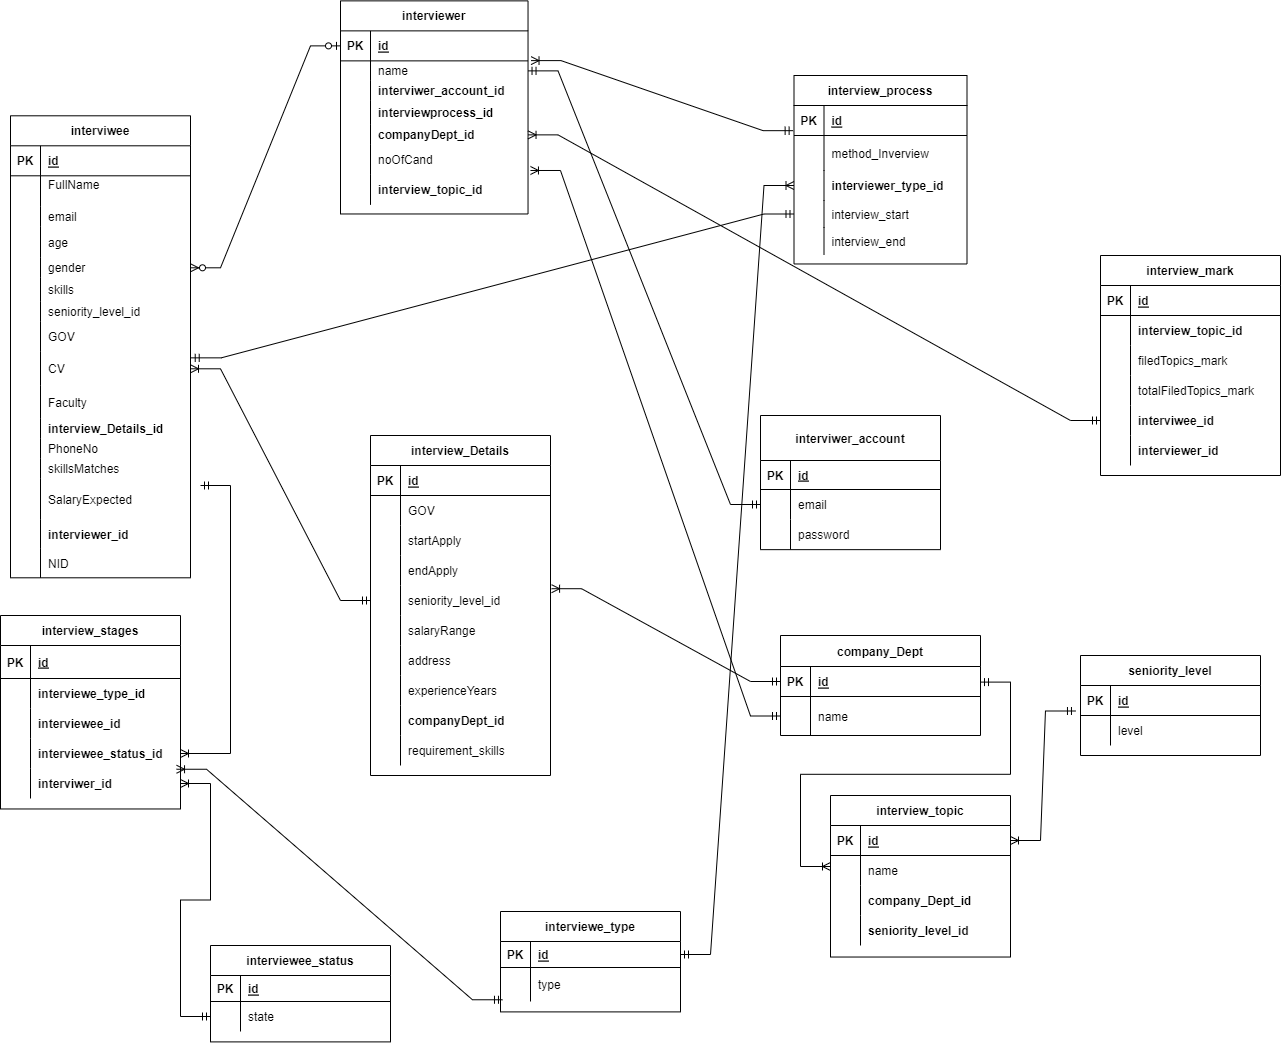 interviewer
PK id
name
interviwer_account_id
interviewprocess_id
companyDept_id
noOfCand
interview_topic_id
interview_process
PK id
method_Inverview
interviewer_type_id
interview_start
interview_end
interviwee
PK id
FullName
email
age
gender
skills
seniority_level_id
GOV
CV
Faculty
interview_Details_id
PhoneNo
skillsMatches
SalaryExpected
interviewer_id
NID
interview_mark
PK id
interview_topic_id
filedTopics_mark
totalFiledTopics_mark
interviewee_id
interviewer_id
interviwer_account
PK id
email
password
interview_Details
PK id
GOV
startApply
endApply
seniority_level_id
salaryRange
address
experienceYears
companyDept_id
requirement_skills
interview_stages
PK id
interviewe_type_id
interviewee_id
interviewee_status_id
interviwer_id
company_Dept
PK id
name
seniority_level
PK id
level
interview_topic
PK id
name
company_Dept_id
seniority_level_id
interviewe_type
PK id
type
interviewee_status
PK id
state